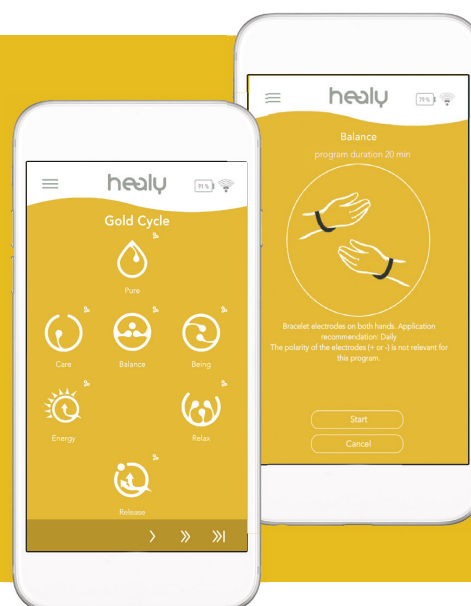 healy
91 %
Gold Cycle
Pure
Care
Balance
Being
Energy
Relax
Release
healy
79 %
Balance
program duration 20 min
Bracelet electrodes on both hands. Application
recommendation: Daily
The polarity of the electrodes (+ or -) is not relevant for
this program.
Start
Cancel